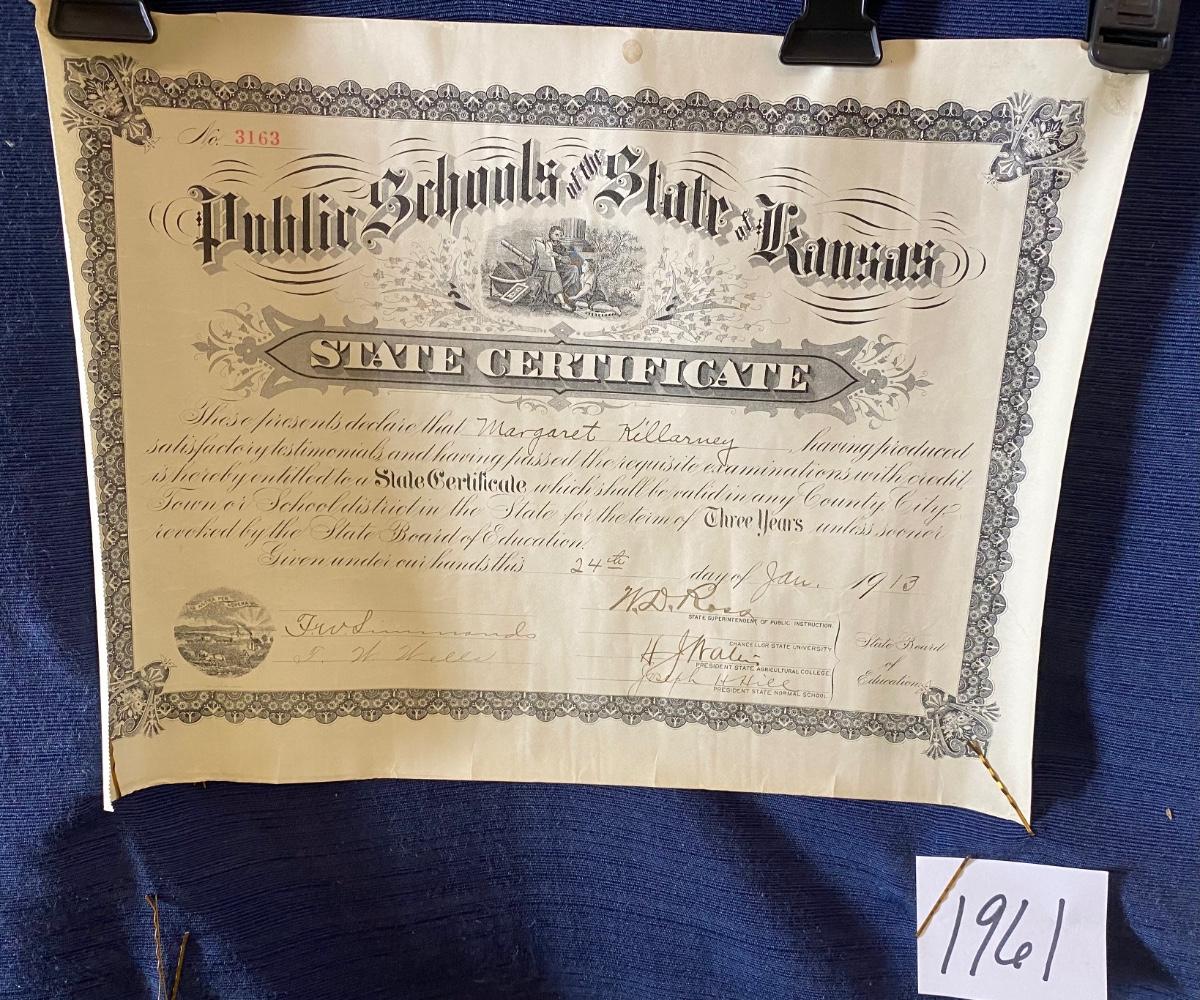 No. 3163
Public Schools of the State of Kansas
STATE CERTIFICATE
These presents declare that Margaret Killarney, having produced
satisfactory testimonials and having passed the requisite examinations with credit
is hereby entitled to a State Certificate which shall be valid in any County City,
Town or School district in the State for the term of Three Years unless sooner
revoked by the State Board of Education.
Given under our hands this 24th day of Jan. 1913
W. D. Ross
STATE SUPERINTENDENT OF PUBLIC INSTRUCTION.
CHANCELLOR STATE UNIVERSITY
H J Waters
PRESIDENT STATE AGRICULTURAL COLLEGE
Joseph H Hill
PRESIDENT STATE NORMAL SCHOOL
State Board
of
Education.
Simmonds
1961